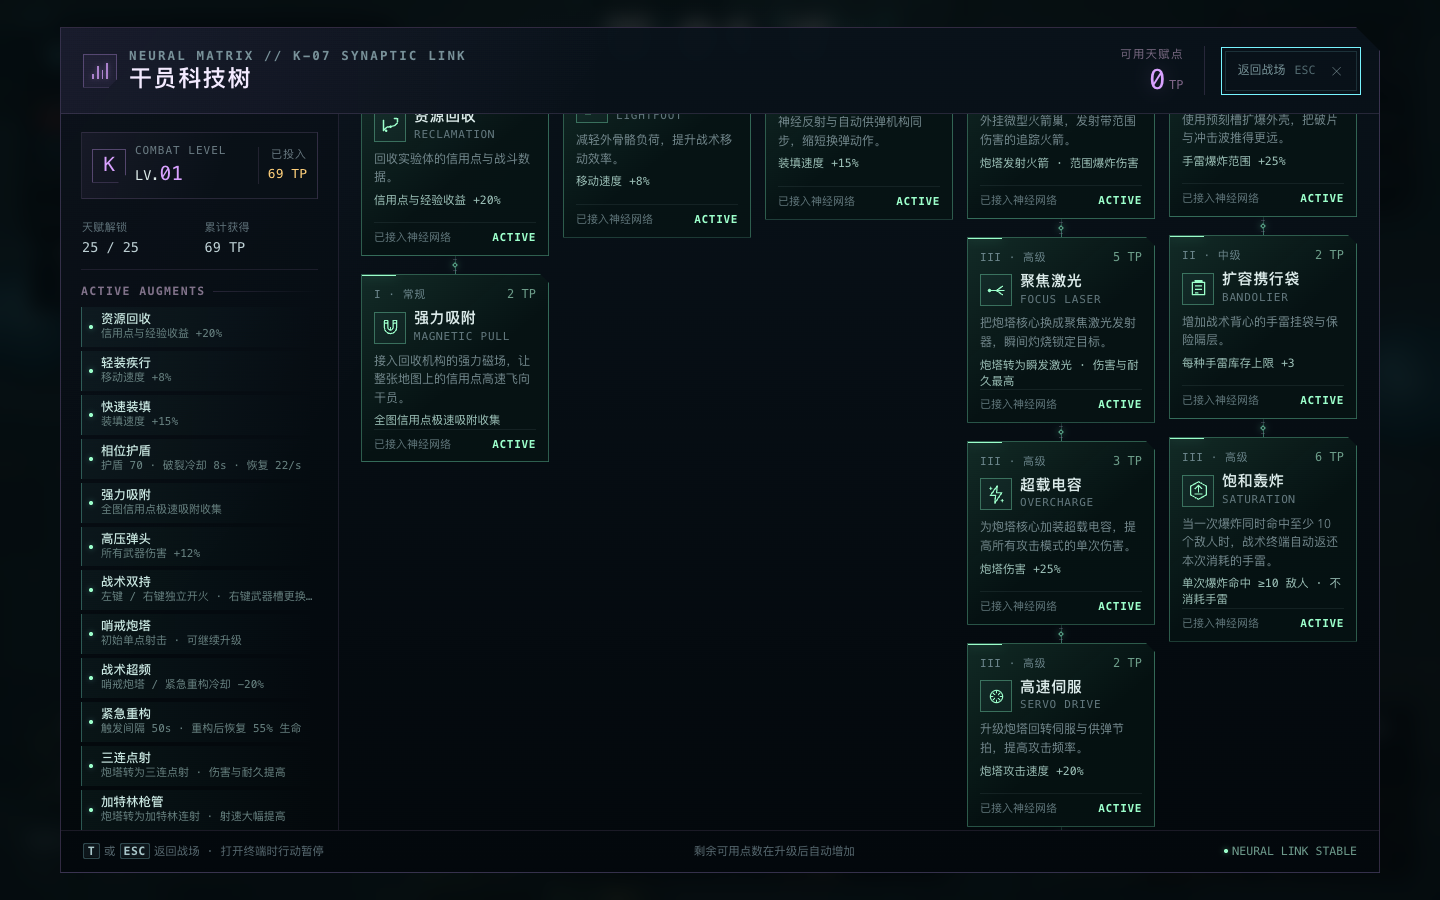 NEURAL MATRIX // K-07 SYNAPTIC LINK
干员科技树
可用天赋点
0 TP
返回战场 ESC
K
COMBAT LEVEL
LV.01
已投入
69 TP
天赋解锁
25 / 25
累计获得
69 TP
ACTIVE AUGMENTS
资源回收
信用点与经验收益 +20%
轻装疾行
移动速度 +8%
快速装填
装填速度 +15%
相位护盾
护盾 70 · 破裂冷却 8s · 恢复 22/s
强力吸附
全图信用点极速吸附收集
高压弹头
所有武器伤害 +12%
战术双持
左键 / 右键独立开火 · 右键武器槽更换…
哨戒炮塔
初始单点射击 · 可继续升级
战术超频
哨戒炮塔 / 紧急重构冷却 -20%
紧急重构
触发间隔 50s · 重构后恢复 55% 生命
三连点射
炮塔转为三连点射 · 伤害与耐久提高
加特林枪管
炮塔转为加特林连射 · 射速大幅提高
资源回收
RECLAMATION
回收实验体的信用点与战斗数
据。
信用点与经验收益 +20%
已接入神经网络 ACTIVE
I · 常规 2 TP
强力吸附
MAGNETIC PULL
接入回收机构的强力磁场，让
整张地图上的信用点高速飞向
干员。
全图信用点极速吸附收集
已接入神经网络 ACTIVE
LIGHTFOOT
减轻外骨骼负荷，提升战术移
动效率。
移动速度 +8%
已接入神经网络 ACTIVE
神经反射与自动供弹机构同
步，缩短换弹动作。
装填速度 +15%
已接入神经网络 ACTIVE
外挂微型火箭巢，发射带范围
伤害的追踪火箭。
炮塔发射火箭 · 范围爆炸伤害
已接入神经网络 ACTIVE
III · 高级 5 TP
聚焦激光
FOCUS LASER
把炮塔核心换成聚焦激光发射
器，瞬间灼烧锁定目标。
炮塔转为瞬发激光 · 伤害与耐
久最高
已接入神经网络 ACTIVE
III · 高级 3 TP
超载电容
OVERCHARGE
为炮塔核心加装超载电容，提
高所有攻击模式的单次伤害。
炮塔伤害 +25%
已接入神经网络 ACTIVE
III · 高级 2 TP
高速伺服
SERVO DRIVE
升级炮塔回转伺服与供弹节
拍，提高攻击频率。
炮塔攻击速度 +20%
已接入神经网络 ACTIVE
使用预刻槽扩爆外壳，把破片
与冲击波推得更远。
手雷爆炸范围 +25%
已接入神经网络 ACTIVE
II · 中级 2 TP
扩容携行袋
BANDOLIER
增加战术背心的手雷挂袋与保
险隔层。
每种手雷库存上限 +3
已接入神经网络 ACTIVE
III · 高级 6 TP
饱和轰炸
SATURATION
当一次爆炸同时命中至少 10
个敌人时，战术终端自动返还
本次消耗的手雷。
单次爆炸命中 ≥10 敌人 · 不
消耗手雷
已接入神经网络 ACTIVE
T 或 ESC 返回战场 · 打开终端时行动暂停
剩余可用点数在升级后自动增加
NEURAL LINK STABLE